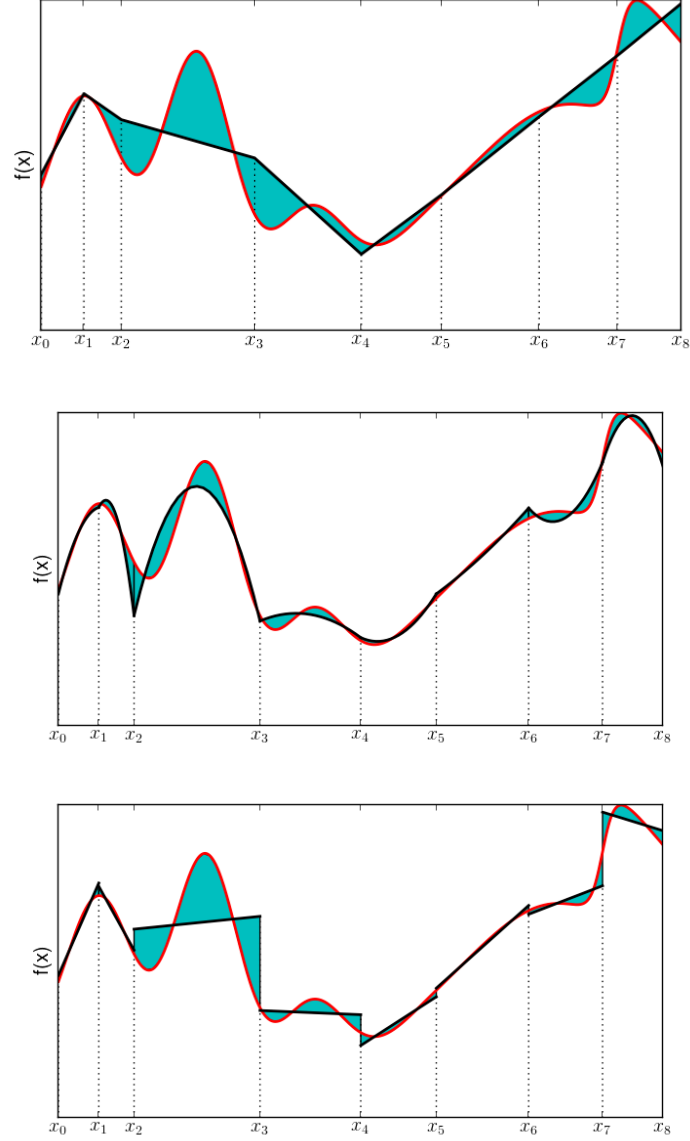 f(x)
x₀ x₁ x₂ x₃ x₄ x₅ x₆ x₇ x₈
f(x)
x₀ x₁ x₂ x₃ x₄ x₅ x₆ x₇ x₈
f(x)
x₀ x₁ x₂ x₃ x₄ x₅ x₆ x₇ x₈